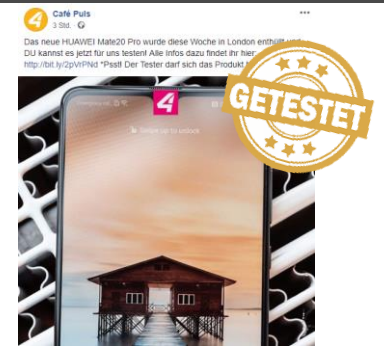 Café Puls
3 Std.
Das neue HUAWEI Mate20 Pro wurde diese Woche in London enthüllt und
DU kannst es jetzt für uns testen! Alle Infos dazu findet ihr hier:
http://bit.ly/2pVrPNd *Psst! Der Tester darf sich das Produkt
GETESTET
4
4
Swipe up to unlock